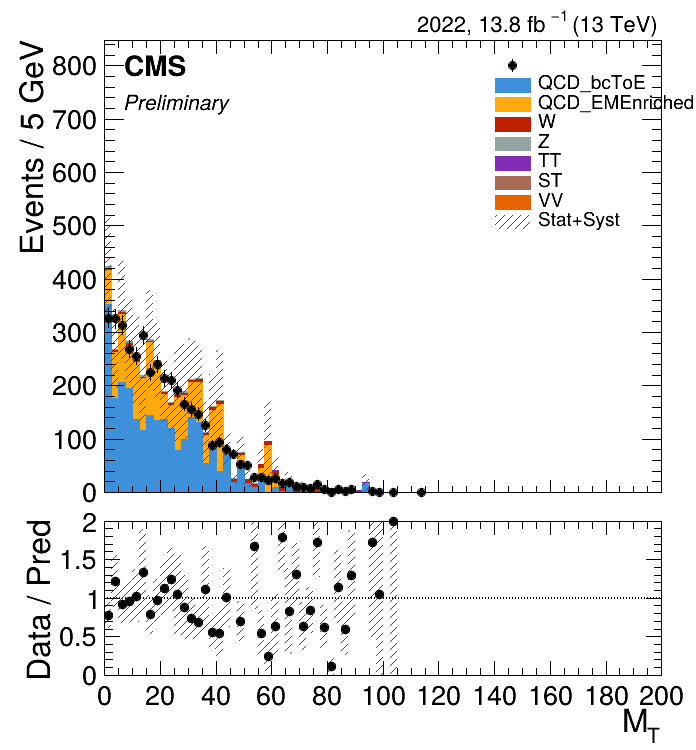 2022, 13.8 fb⁻¹ (13 TeV)
CMS
Preliminary
QCD_bcToE
QCD_EMEnriched
W
Z
TT
ST
VV
Stat+Syst
Events / 5 GeV
800
700
600
500
400
300
200
100
0
Data / Pred
2
1.5
1
0.5
0
0 20 40 60 80 100 120 140 160 180 200
M_T